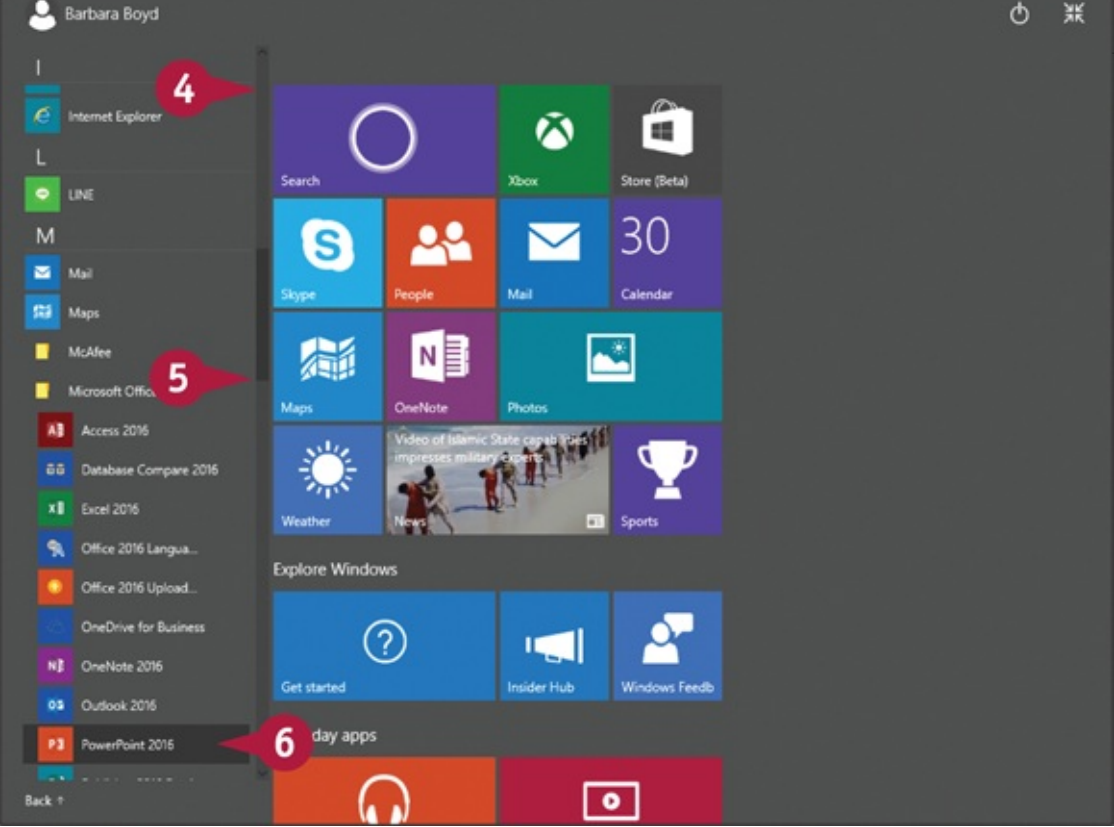 Barbara Boyd
I
Internet Explorer
L
LINE
M
Mail
Maps
McAfee
Microsoft Offic
Access 2016
Database Compare 2016
Excel 2016
Office 2016 Langua...
Office 2016 Upload...
OneDrive for Business
OneNote 2016
Outlook 2016
PowerPoint 2016
Back ↑
4
5
6
Search
Xbox
Store (Beta)
Skype
People
Mail
30
Calendar
Maps
OneNote
Photos
Weather
Video of Islamic State capabilities
impresses military experts
News
Sports
Explore Windows
Get started
Insider Hub
Windows Feedb
day apps